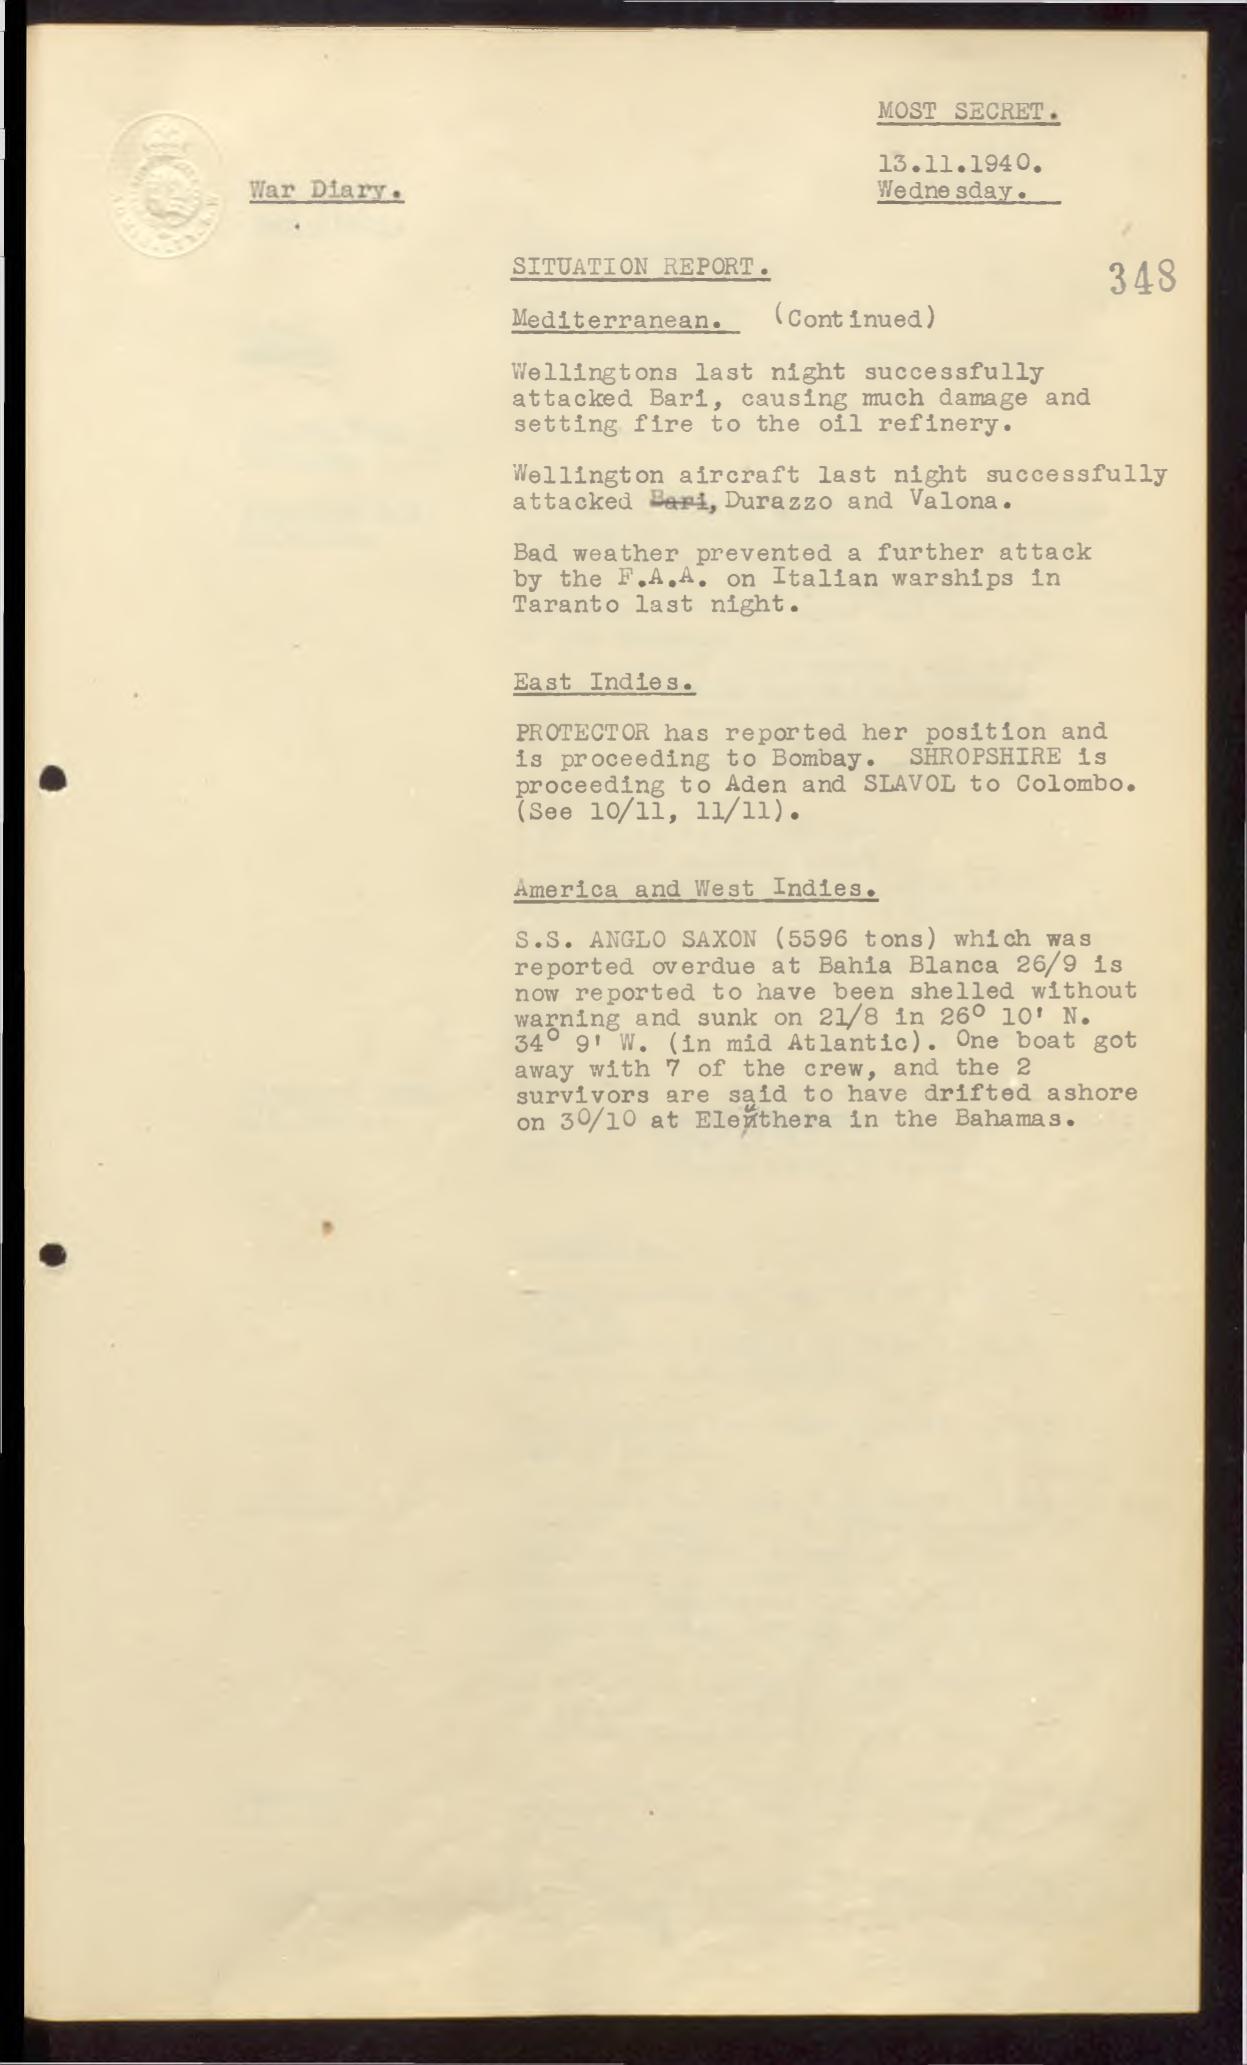 MOST SECRET.
13.11.1940.
Wednesday.
War Diary.
SITUATION REPORT.
348
Mediterranean. (Continued)
Wellingtons last night successfully
attacked Bari, causing much damage and
setting fire to the oil refinery.
Wellington aircraft last night successfully
attacked Bari, Durazzo and Valona.
Bad weather prevented a further attack
by the F.A.A. on Italian warships in
Taranto last night.
East Indies.
PROTECTOR has reported her position and
is proceeding to Bombay. SHROPSHIRE is
proceeding to Aden and SLAVOL to Colombo.
(See 10/11, 11/11).
America and West Indies.
S.S. ANGLO SAXON (5596 tons) which was
reported overdue at Bahia Blanca 26/9 is
now reported to have been shelled without
warning and sunk on 21/8 in 26° 10' N.
34° 9' W. (in mid Atlantic). One boat got
away with 7 of the crew, and the 2
survivors are said to have drifted ashore
on 30/10 at Eleuthera in the Bahamas.